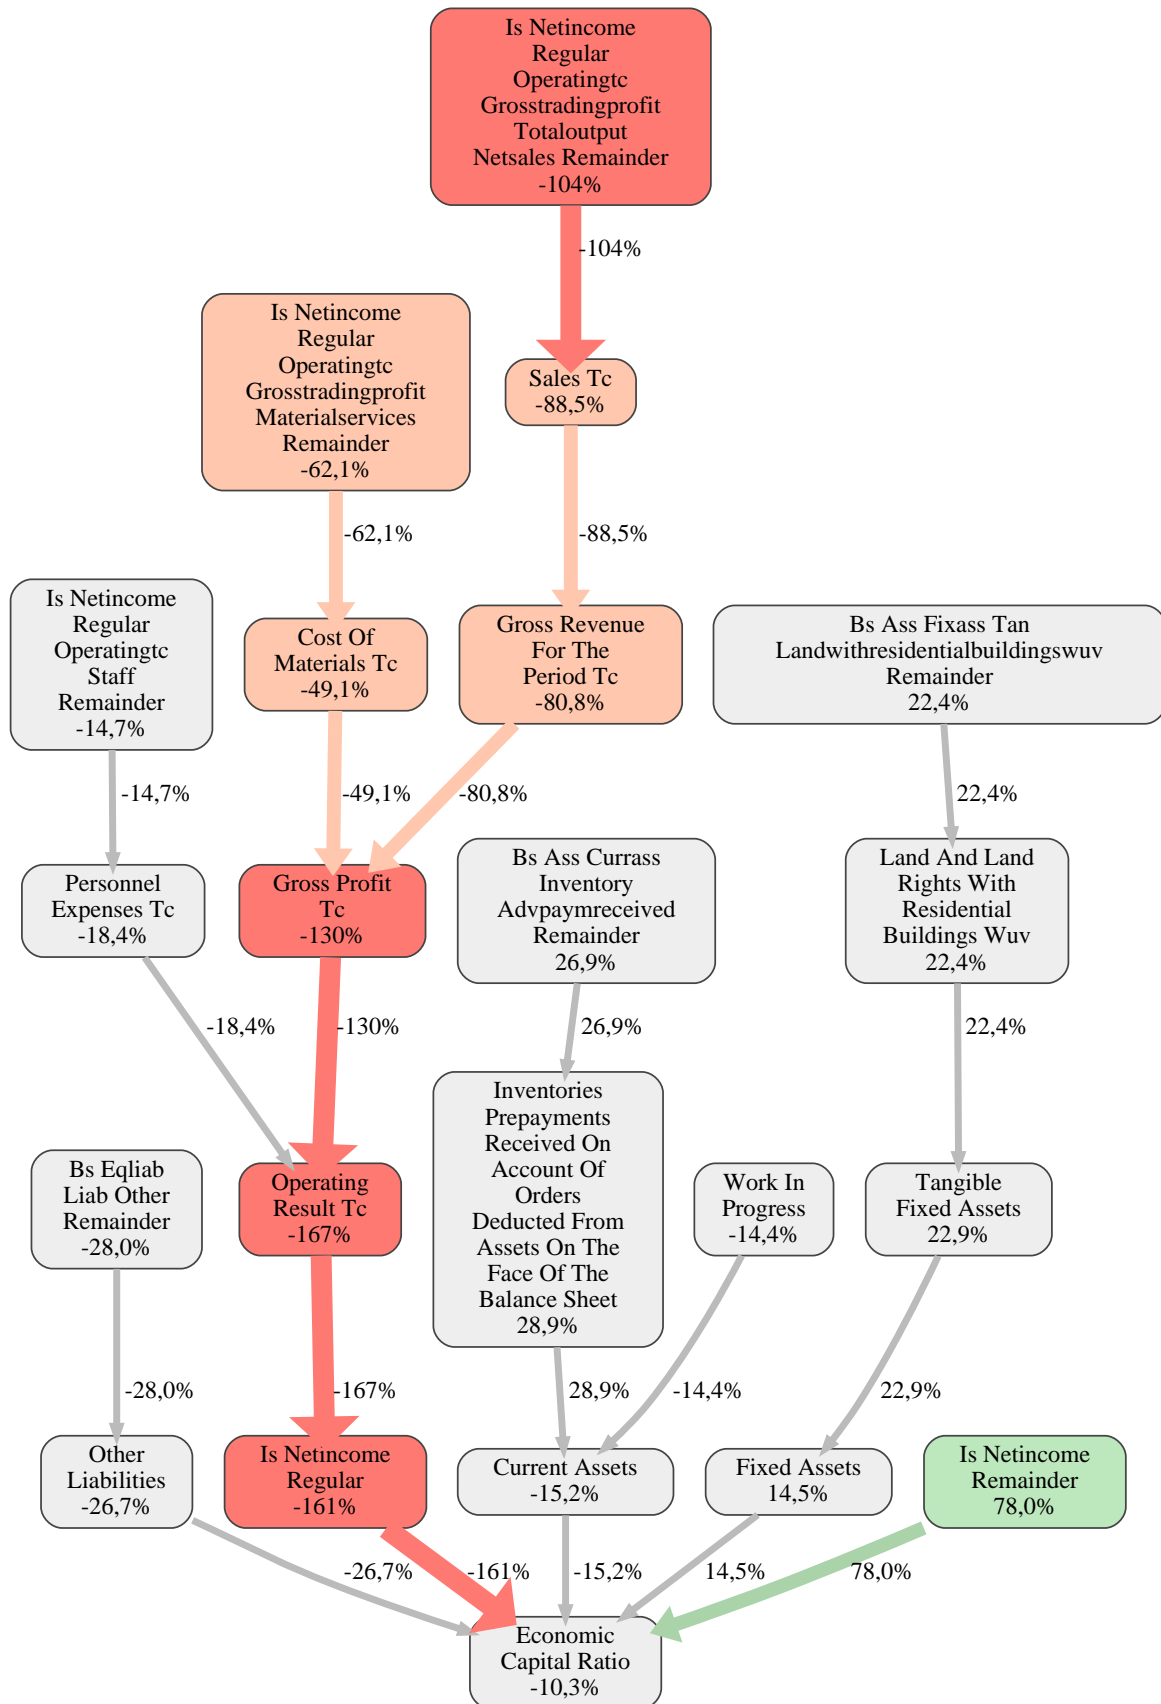 Is Netincome
Regular
Operatingtc
Grosstradingprofit
Totaloutput
Netsales Remainder
-104%
-104%
Is Netincome
Regular
Operatingtc
Grosstradingprofit
Materialservices
Remainder
-62,1%
Sales Tc
-88,5%
-62,1%
-88,5%
Is Netincome
Regular
Operatingtc
Staff
Remainder
-14,7%
Cost Of
Materials Tc
-49,1%
Gross Revenue
For The
Period Tc
-80,8%
Bs Ass Fixass Tan
Landwithresidentialbuildingswuv
Remainder
22,4%
-14,7%
-49,1%
-80,8%
22,4%
Personnel
Expenses Tc
-18,4%
Gross Profit
Tc
-130%
Bs Ass Currass
Inventory
Advpaymreceived
Remainder
26,9%
Land And Land
Rights With
Residential
Buildings Wuv
22,4%
-18,4%
-130%
26,9%
22,4%
Bs Eqliab
Liab Other
Remainder
-28,0%
Operating
Result Tc
-167%
Inventories
Prepayments
Received On
Account Of
Orders
Deducted From
Assets On The
Face Of The
Balance Sheet
28,9%
Work In
Progress
-14,4%
Tangible
Fixed Assets
22,9%
-28,0%
-167%
28,9%
-14,4%
22,9%
Other
Liabilities
-26,7%
Is Netincome
Regular
-161%
Current Assets
-15,2%
Fixed Assets
14,5%
Is Netincome
Remainder
78,0%
-26,7%
-161%
-15,2%
14,5%
78,0%
Economic
Capital Ratio
-10,3%